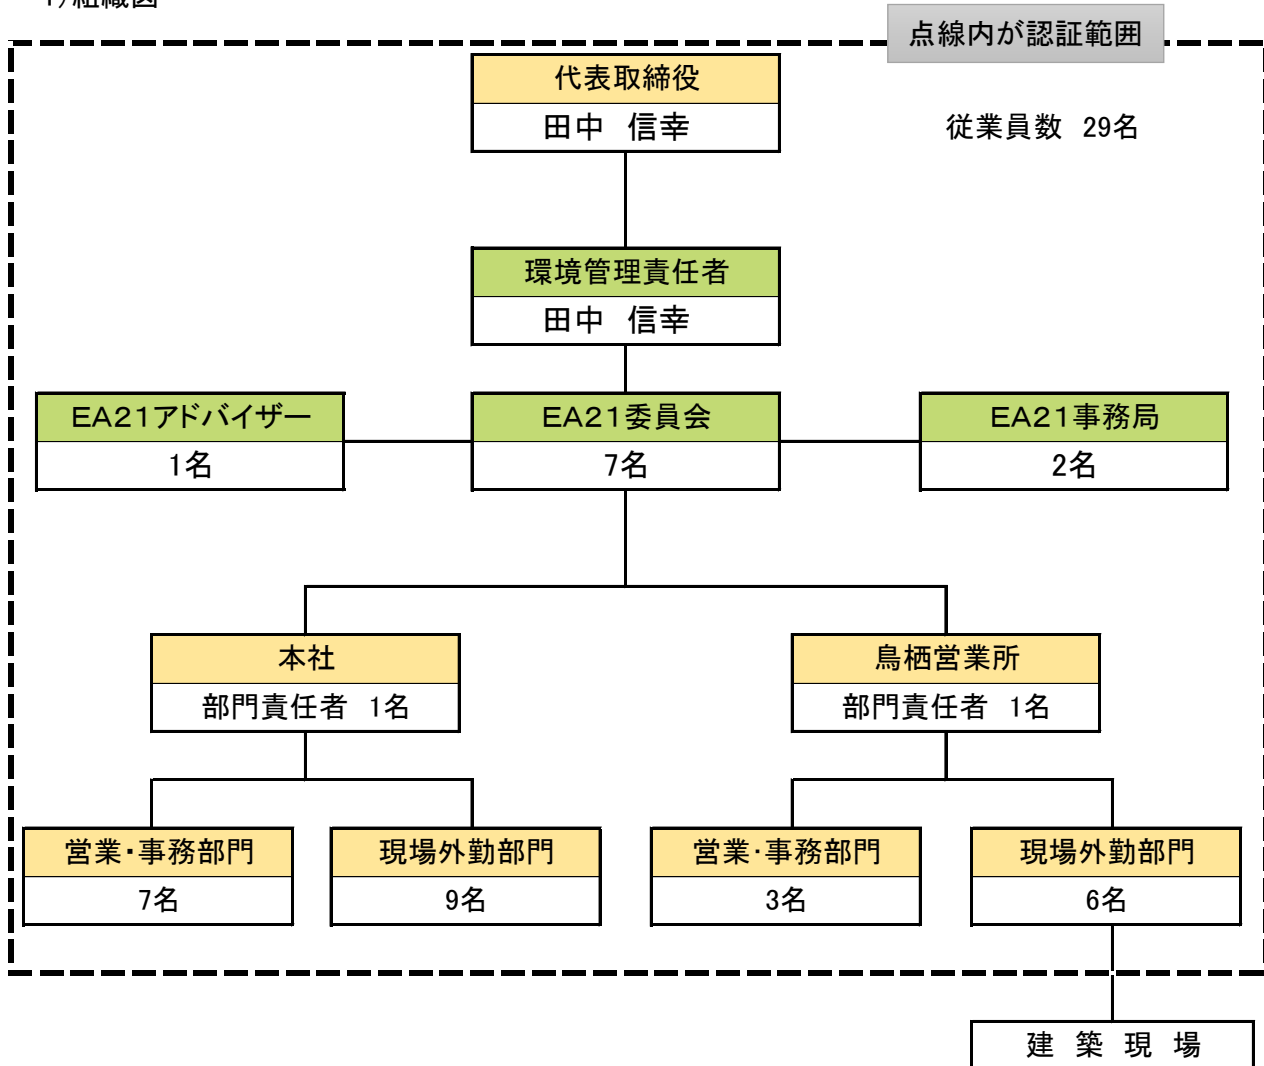 1)組織図
点線内が認証範囲
代表取締役
田中 信幸
従業員数 29名
環境管理責任者
田中 信幸
EA21アドバイザー
1名
EA21委員会
7名
EA21事務局
2名
本社
部門責任者 1名
鳥栖営業所
部門責任者 1名
営業・事務部門
7名
現場外勤部門
9名
営業・事務部門
3名
現場外勤部門
6名
建 築 現 場